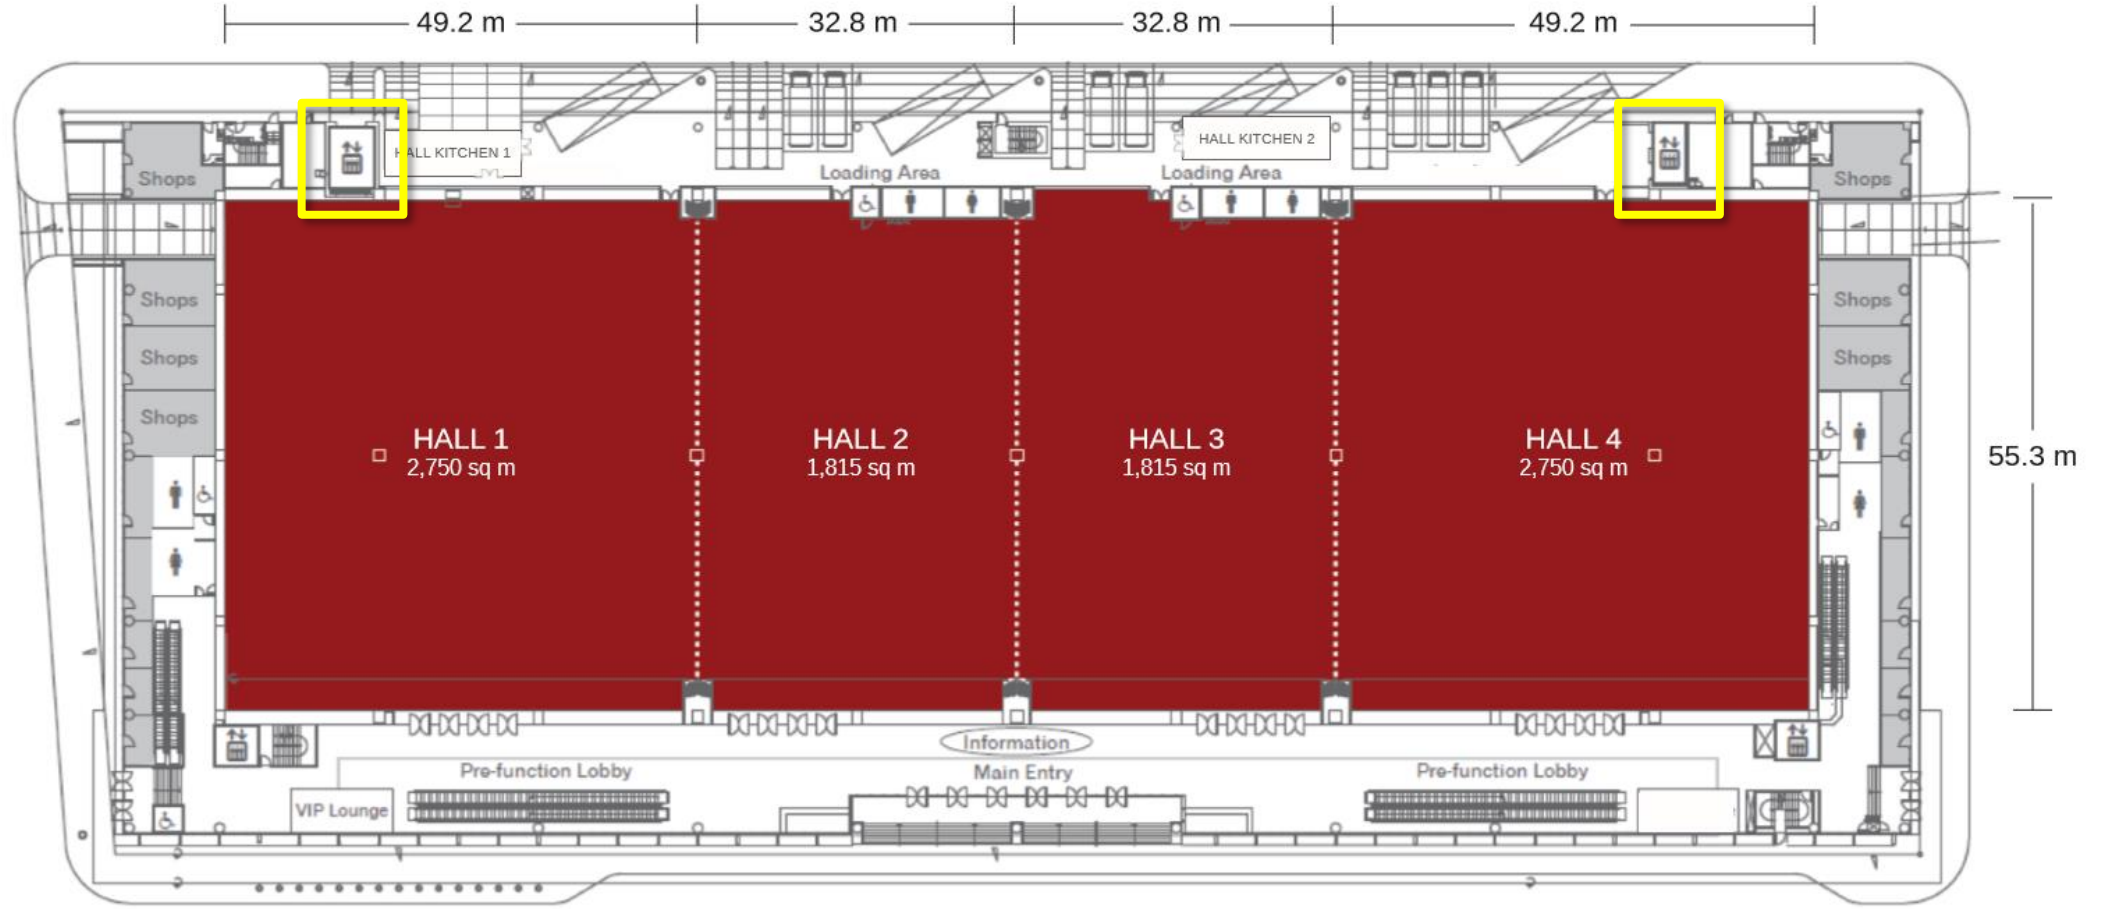 49.2 m
32.8 m
32.8 m
49.2 m
HALL KITCHEN 1
HALL KITCHEN 2
Loading Area
Loading Area
Shops
Shops
Shops
Shops
Shops
Shops
Shops
HALL 1
2,750 sq m
HALL 2
1,815 sq m
HALL 3
1,815 sq m
HALL 4
2,750 sq m
55.3 m
Information
Pre-function Lobby
Main Entry
Pre-function Lobby
VIP Lounge